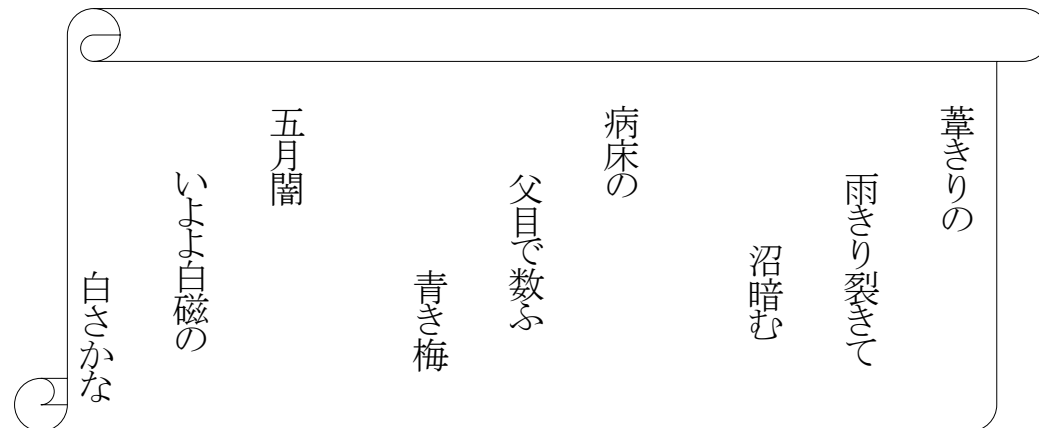 葦きりの
雨きり裂きて
沼暗む
病床の
父目で数ふ
青き梅
五月闇
いよよ白磁の
白さかな